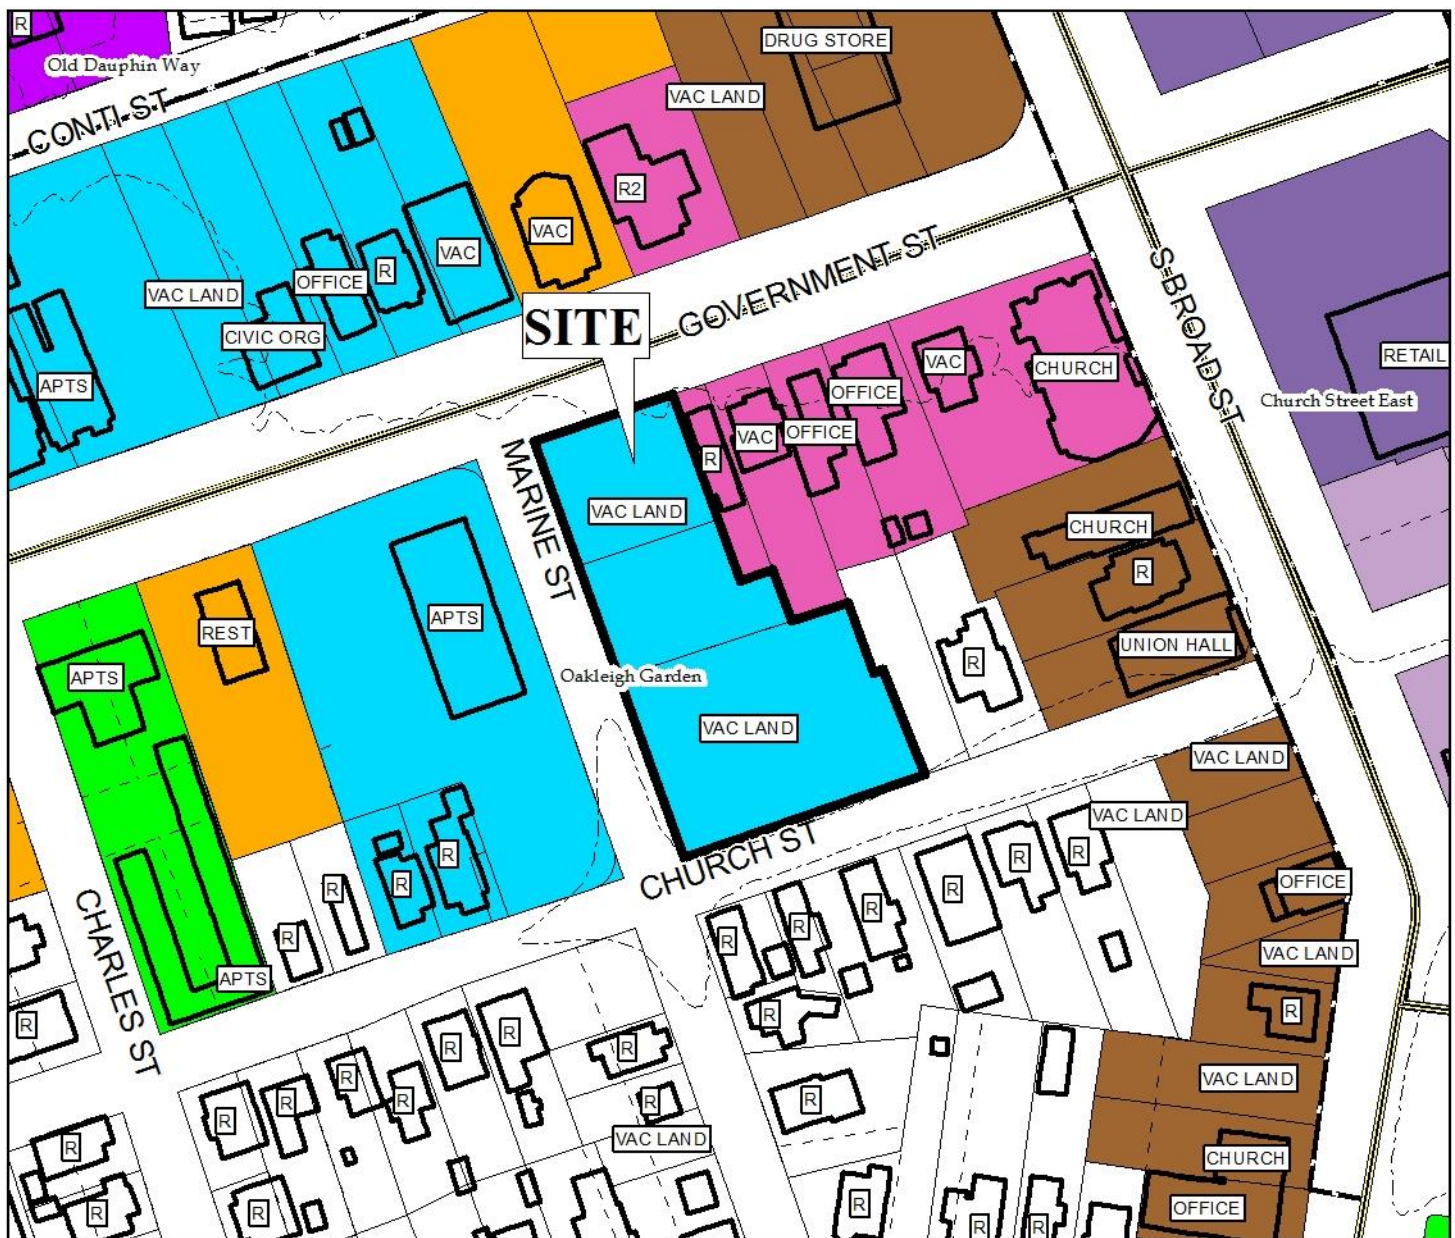 R
DRUG STORE
Old Dauphin Way
VAC LAND
CONTI ST
R2
VAC
GOVERNMENT ST
VAC
S BROAD ST
R
OFFICE
VAC LAND
CIVIC ORG
SITE
RETAIL
VAC
CHURCH
APTS
OFFICE
Church Street East
OFFICE
VAC
R
MARINE ST
VAC LAND
CHURCH
R
APTS
REST
UNION HALL
R
APTS
Oakleigh Garden
VAC LAND
VAC LAND
VAC LAND
CHURCH ST
R
R
R
R
R
OFFICE
R
R
R
R
CHARLES ST
R
R
VAC LAND
APTS
R
R
R
R
R
R
R
VAC LAND
R
R
R
R
R
VAC LAND
R
CHURCH
R
R
R
OFFICE
R
R